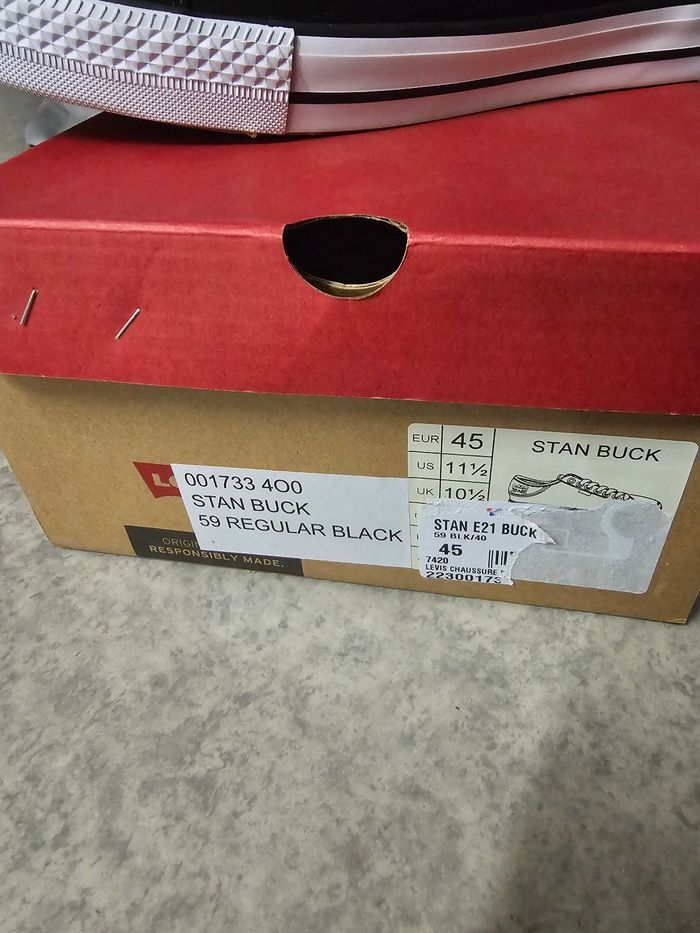 001733 4O0
STAN BUCK
59 REGULAR BLACK
RESPONSIBLY MADE.
EUR 45
US 11½
UK 10½
STAN BUCK
STAN E21 BUCK
59 BLK/40
45
7420
LEVIS CHAUSSURE
22300173